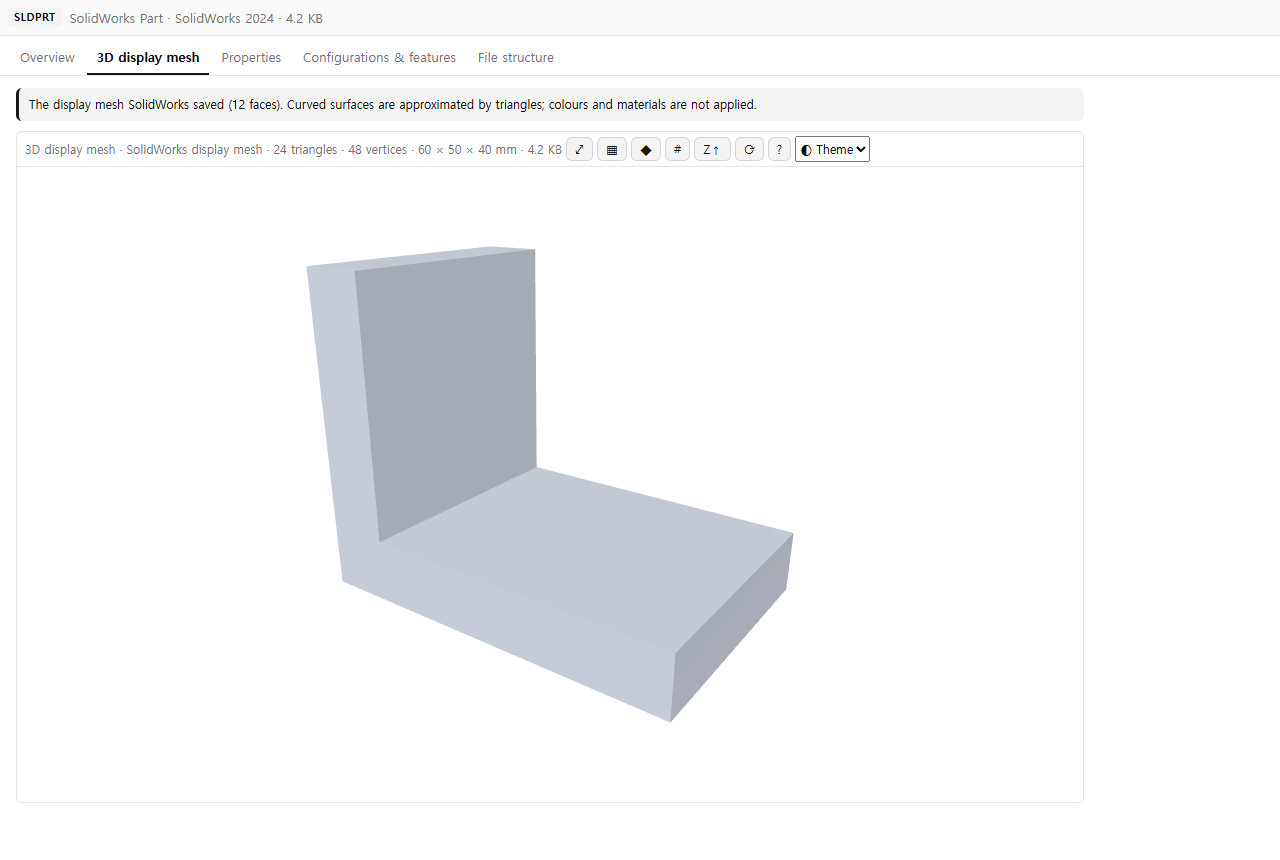 SLDPRT SolidWorks Part · SolidWorks 2024 · 4.2 KB
Overview 3D display mesh Properties Configurations & features File structure
The display mesh SolidWorks saved (12 faces). Curved surfaces are approximated by triangles; colours and materials are not applied.
3D display mesh · SolidWorks display mesh · 24 triangles · 48 vertices · 60 × 50 × 40 mm · 4.2 KB ⤢ ▦ ◆ # Z↑ ⟳ ? ◐ Theme